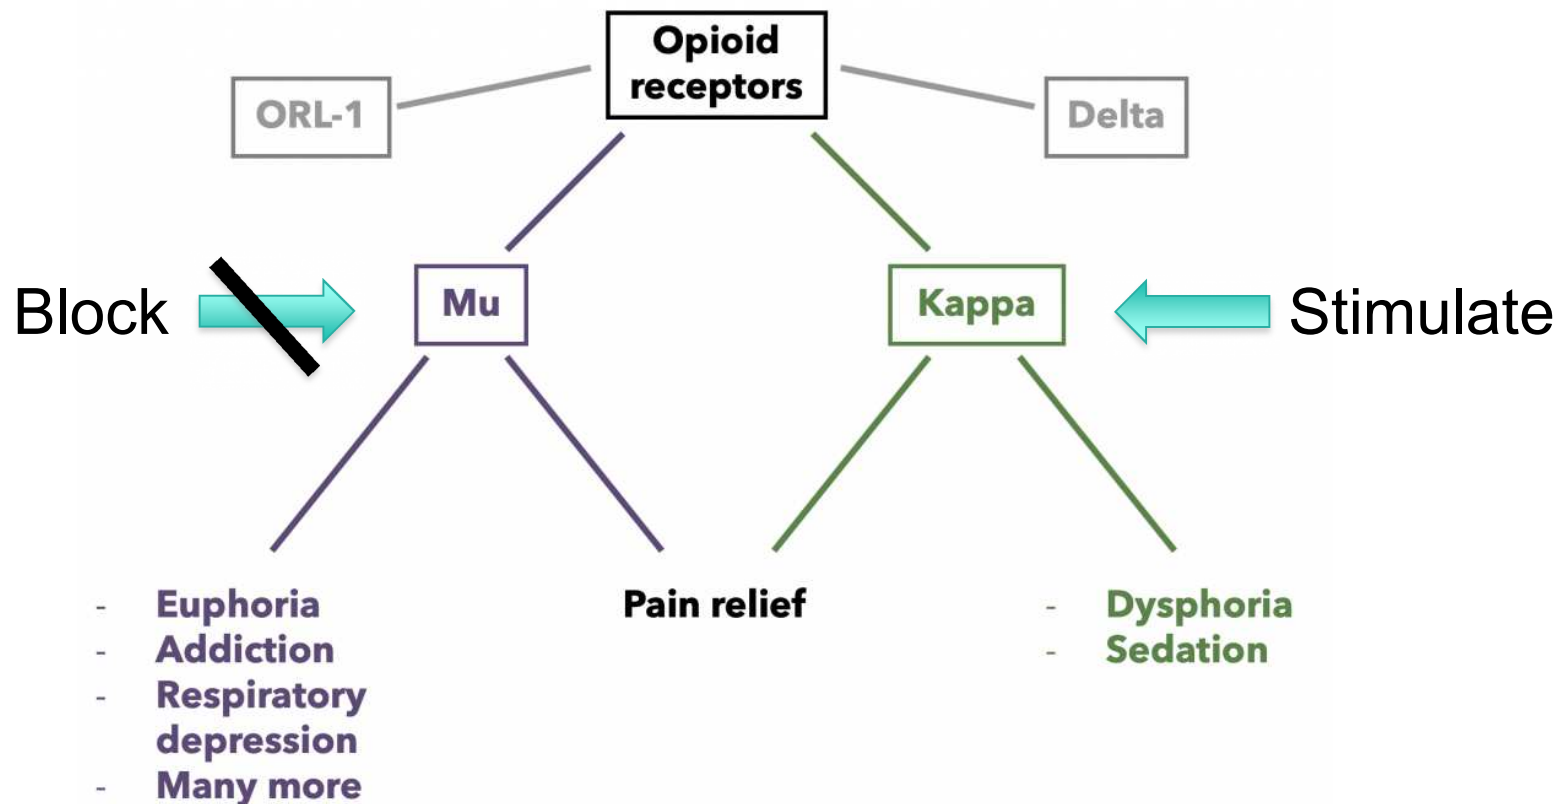 Opioid
receptors
ORL-1
Delta
Block
Mu
Kappa
Stimulate
- Euphoria
- Addiction
- Respiratory
depression
- Many more
Pain relief
- Dysphoria
- Sedation